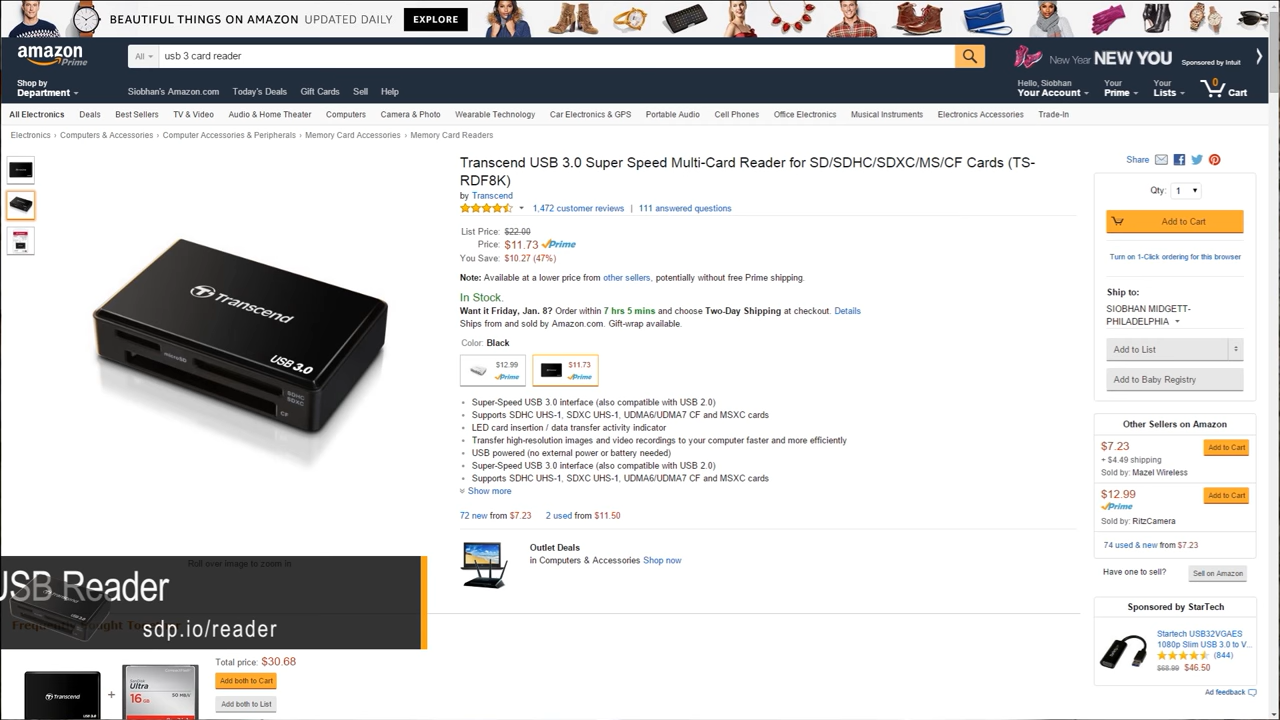 BEAUTIFUL THINGS ON AMAZON UPDATED DAILY EXPLORE
amazon Prime
All usb 3 card reader
New Year NEW YOU Sponsored by Intuit
Shop by Department
Siobhan's Amazon.com Today's Deals Gift Cards Sell Help
Hello, Siobhan Your Account
Your Prime
Your Lists
0 Cart
All Electronics Deals Best Sellers TV & Video Audio & Home Theater Computers Camera & Photo Wearable Technology Car Electronics & GPS Portable Audio Cell Phones Office Electronics Musical Instruments Electronics Accessories Trade-In
Electronics › Computers & Accessories › Computer Accessories & Peripherals › Memory Card Accessories › Memory Card Readers
Transcend USB 3.0 Super Speed Multi-Card Reader for SD/SDHC/SDXC/MS/CF Cards (TS-
RDF8K)
by Transcend
1,472 customer reviews | 111 answered questions
List Price: $22.00
Price: $11.73 Prime
You Save: $10.27 (47%)
Note: Available at a lower price from other sellers, potentially without free Prime shipping.
In Stock.
Want it Friday, Jan. 8? Order within 7 hrs 5 mins and choose Two-Day Shipping at checkout. Details
Ships from and sold by Amazon.com. Gift-wrap available.
Color: Black
$12.99 Prime
$11.73 Prime
Super-Speed USB 3.0 interface (also compatible with USB 2.0)
Supports SDHC UHS-1, SDXC UHS-1, UDMA6/UDMA7 CF and MSXC cards
LED card insertion / data transfer activity indicator
Transfer high-resolution images and video recordings to your computer faster and more efficiently
USB powered (no external power or battery needed)
Super-Speed USB 3.0 interface (also compatible with USB 2.0)
Supports SDHC UHS-1, SDXC UHS-1, UDMA6/UDMA7 CF and MSXC cards
Show more
72 new from $7.23 2 used from $11.50
Outlet Deals
in Computers & Accessories Shop now
Transcend
microSD
USB 3.0
SDHC
SDXC
CF
Roll over image to zoom in
USB Reader
sdp.io/reader
Total price: $30.68
Add both to Cart
Add both to List
Transcend
USB 3.0
+
SanDisk
Ultra
16 GB
50 MB/s
Share
Qty: 1
Add to Cart
Turn on 1-Click ordering for this browser
Ship to:
SIOBHAN MIDGETT-
PHILADELPHIA
Add to List
Add to Baby Registry
Other Sellers on Amazon
$7.23 Add to Cart
+ $4.49 shipping
Sold by: Mazel Wireless
$12.99 Add to Cart
Prime
Sold by: RitzCamera
74 used & new from $7.23
Have one to sell? Sell on Amazon
Sponsored by StarTech
Startech USB32VGAES
1080p Slim USB 3.0 to V...
(844)
$68.99 $46.50
Ad feedback